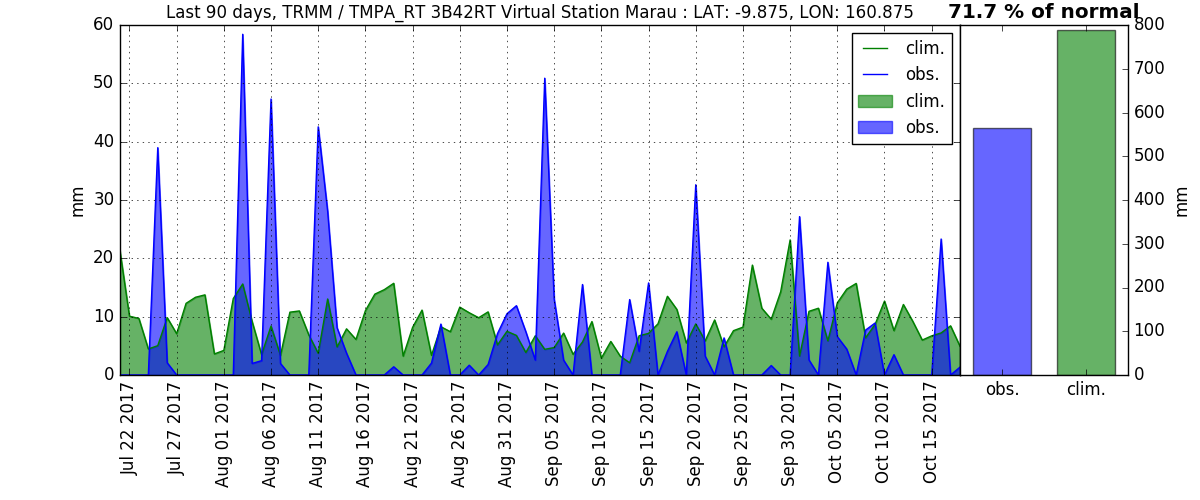 Last 90 days, TRMM / TMPA_RT 3B42RT Virtual Station Marau : LAT: -9.875, LON: 160.875
71.7 % of normal
60
50
40
30
20
10
0
mm
clim.
obs.
clim.
obs.
Jul 22 2017
Jul 27 2017
Aug 01 2017
Aug 06 2017
Aug 11 2017
Aug 16 2017
Aug 21 2017
Aug 26 2017
Aug 31 2017
Sep 05 2017
Sep 10 2017
Sep 15 2017
Sep 20 2017
Sep 25 2017
Sep 30 2017
Oct 05 2017
Oct 10 2017
Oct 15 2017
800
700
600
500
400
300
200
100
0
mm
obs.
clim.